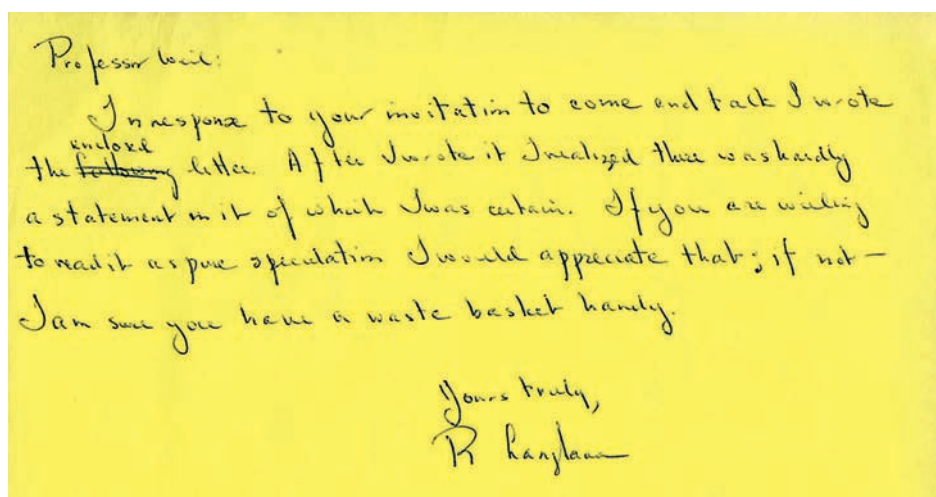 Professor Weil:
In response to your invitation to come and talk I wrote
enclosed
the following letter. After I wrote it I realized there was hardly
a statement in it of which I was certain. If you are willing
to read it as pure speculation I would appreciate that; if not –
I am sure you have a waste basket handy.
Yours truly,
R Langlands